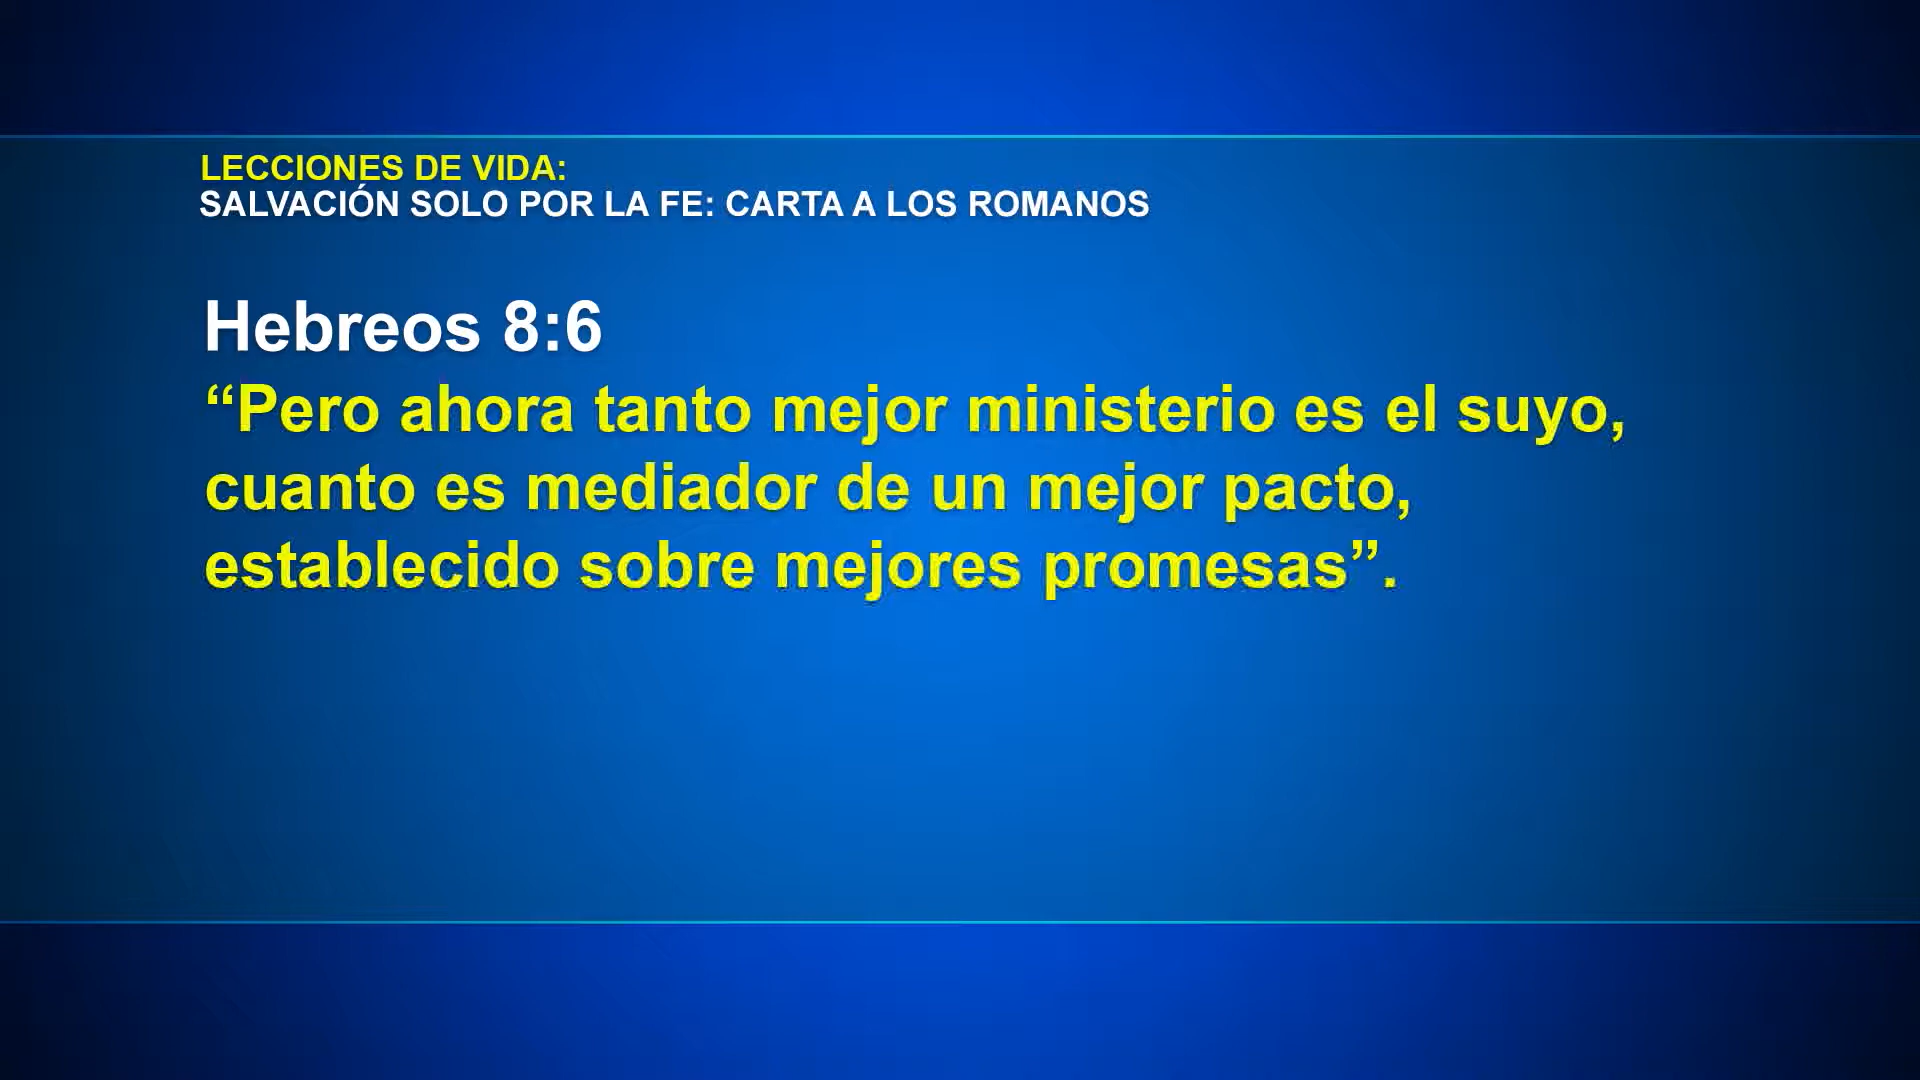 LECCIONES DE VIDA:
SALVACIÓN SOLO POR LA FE: CARTA A LOS ROMANOS
Hebreos 8:6
“Pero ahora tanto mejor ministerio es el suyo,
cuanto es mediador de un mejor pacto,
establecido sobre mejores promesas”.